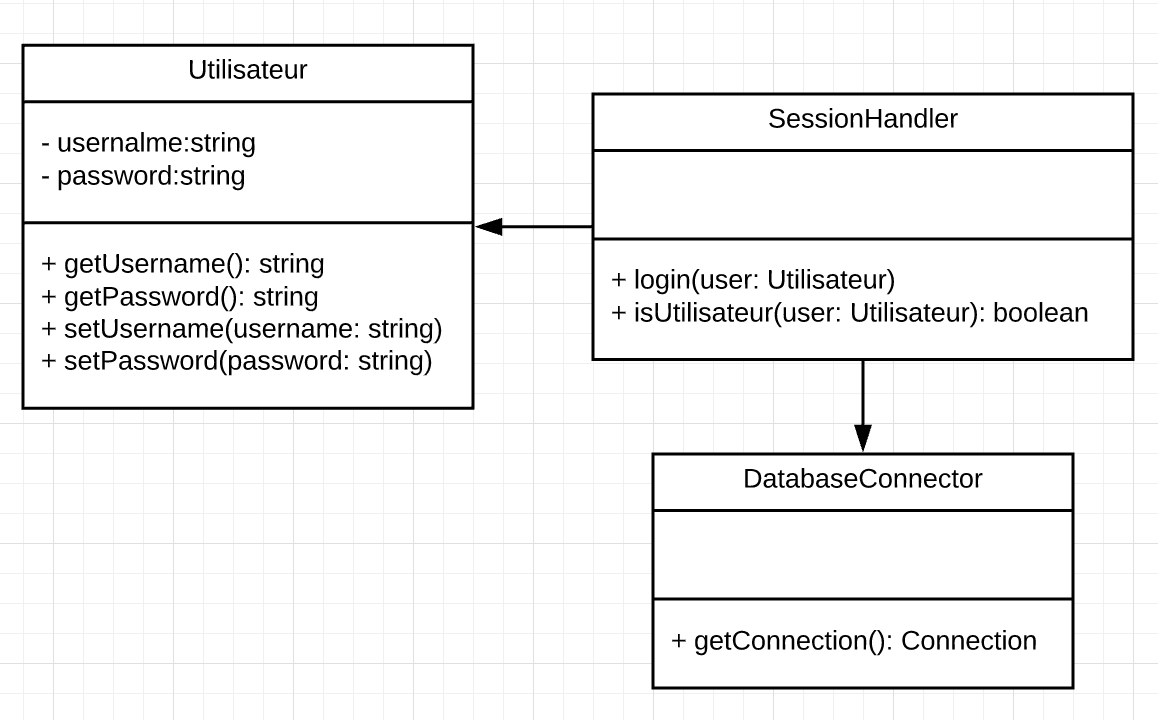 Utilisateur
- usernalme:string
- password:string
+ getUsername(): string
+ getPassword(): string
+ setUsername(username: string)
+ setPassword(password: string)
SessionHandler
+ login(user: Utilisateur)
+ isUtilisateur(user: Utilisateur): boolean
DatabaseConnector
+ getConnection(): Connection